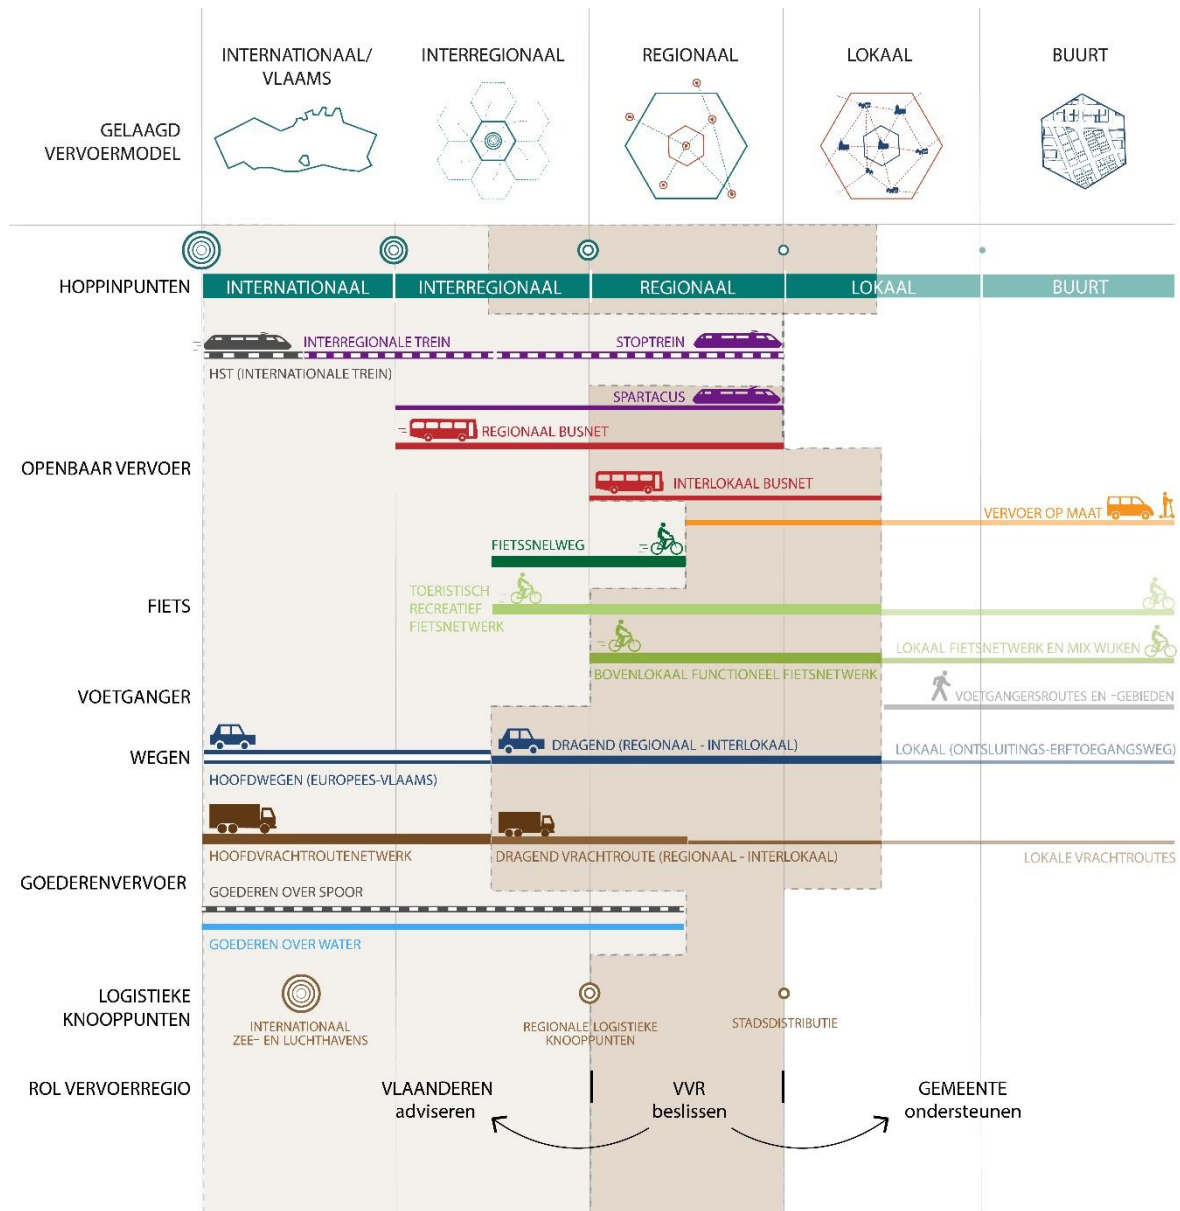 INTERNATIONAAL/
VLAAMS
INTERREGIONAAL
REGIONAAL
LOKAAL
BUURT
GELAAGD
VERVOERMODEL
HOPPINPUNTEN
INTERNATIONAAL
INTERREGIONAAL
REGIONAAL
LOKAAL
BUURT
INTERREGIONALE TREIN
STOPTREIN
HST (INTERNATIONALE TREIN)
SPARTACUS
REGIONAAL BUSNET
OPENBAAR VERVOER
INTERLOKAAL BUSNET
VERVOER OP MAAT
FIETSSNELWEG
FIETS
TOERISTISCH
RECREATIEF
FIETSNETWERK
LOKAAL FIETSNETWERK EN MIX WIJKEN
BOVENLOKAAL FUNCTIONEEL FIETSNETWERK
VOETGANGER
VOETGANGERSROUTES EN -GEBIEDEN
WEGEN
DRAGEND (REGIONAAL - INTERLOKAAL)
LOKAAL (ONTSLUITINGS-ERFTOEGANGSWEG)
HOOFDWEGEN (EUROPEES-VLAAMS)
HOOFDVRACHTROUTENETWERK
DRAGEND VRACHTROUTE (REGIONAAL - INTERLOKAAL)
LOKALE VRACHTROUTES
GOEDERENVERVOER
GOEDEREN OVER SPOOR
GOEDEREN OVER WATER
LOGISTIEKE
KNOOPPUNTEN
INTERNATIONAAL
ZEE- EN LUCHTHAVENS
REGIONALE LOGISTIEKE
KNOOPPUNTEN
STADSDISTRIBUTIE
ROL VERVOERREGIO
VLAANDEREN
adviseren
VVR
beslissen
GEMEENTE
ondersteunen